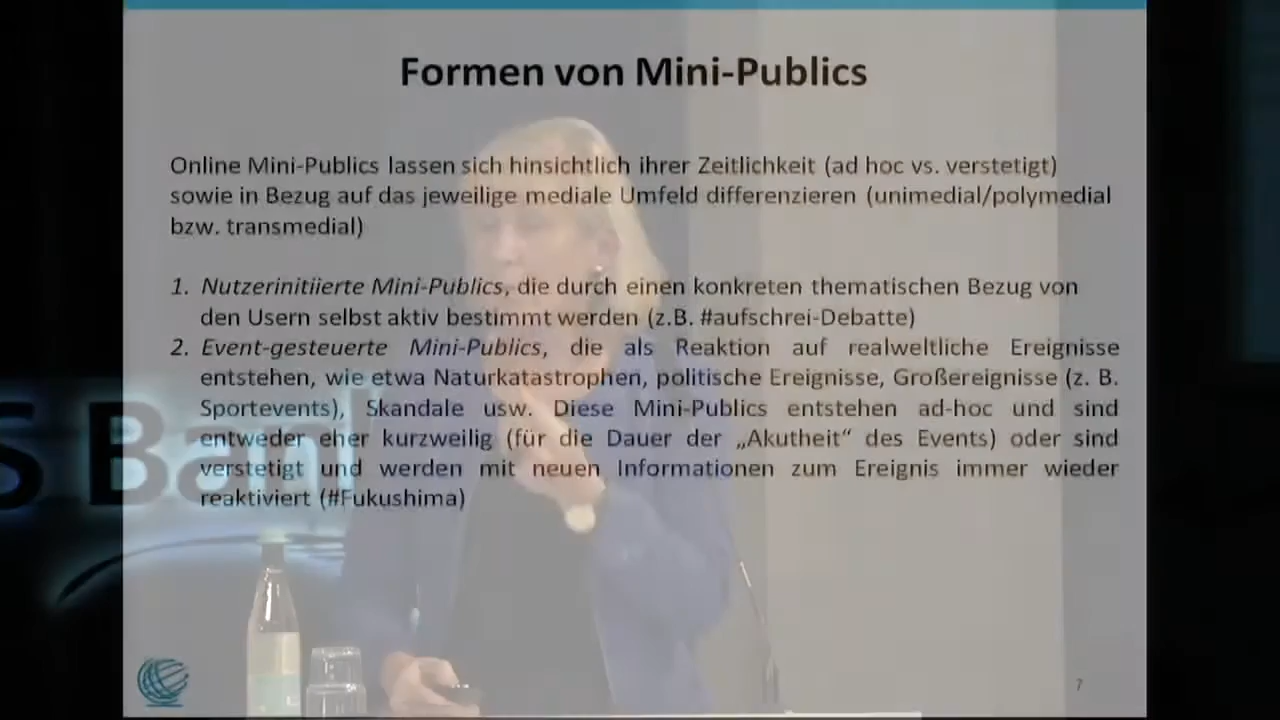 Formen von Mini-Publics
Online Mini-Publics lassen sich hinsichtlich ihrer Zeitlichkeit (ad hoc vs. verstetigt)
sowie in Bezug auf das jeweilige mediale Umfeld differenzieren (unimedial/polymedial
bzw. transmedial)
1. Nutzerinitiierte Mini-Publics, die durch einen konkreten thematischen Bezug von
den Usern selbst aktiv bestimmt werden (z.B. #aufschrei-Debatte)
2. Event-gesteuerte Mini-Publics, die als Reaktion auf realweltliche Ereignisse
entstehen, wie etwa Naturkatastrophen, politische Ereignisse, Großereignisse (z. B.
Sportevents), Skandale usw. Diese Mini-Publics entstehen ad-hoc und sind
entweder eher kurzweilig (für die Dauer der „Akutheit“ des Events) oder sind
verstetigt und werden mit neuen Informationen zum Ereignis immer wieder
reaktiviert (#Fukushima)
S Ban
7